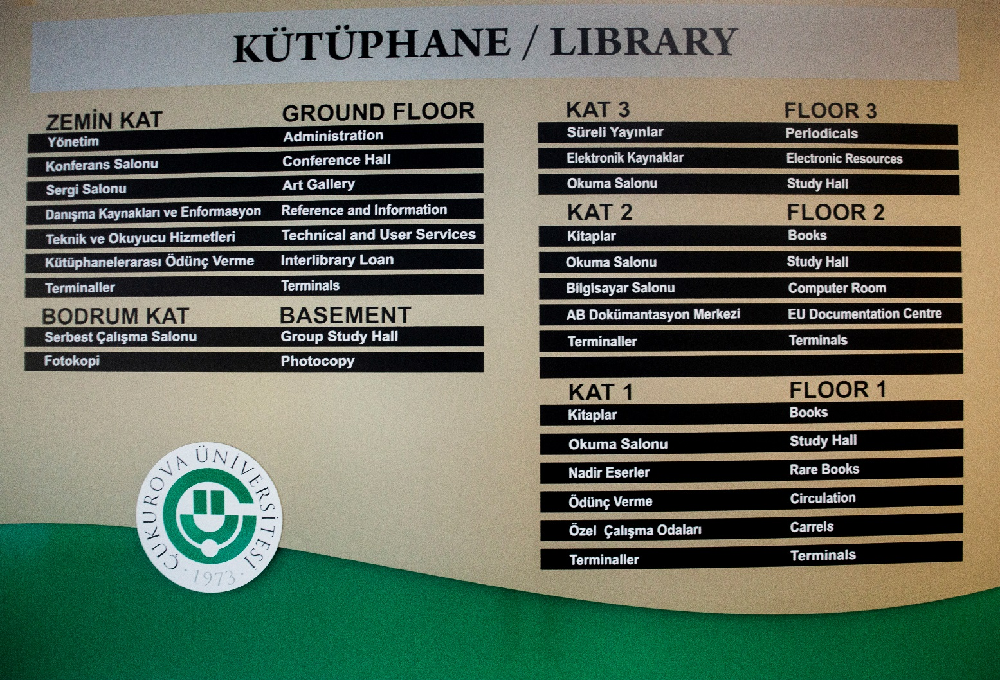 KÜTÜPHANE / LIBRARY
ZEMİN KAT GROUND FLOOR
Yönetim Administration
Konferans Salonu Conference Hall
Sergi Salonu Art Gallery
Danışma Kaynakları ve Enformasyon Reference and Information
Teknik ve Okuyucu Hizmetleri Technical and User Services
Kütüphanelerarası Ödünç Verme Interlibrary Loan
Terminaller Terminals
BODRUM KAT BASEMENT
Serbest Çalışma Salonu Group Study Hall
Fotokopi Photocopy
KAT 3 FLOOR 3
Süreli Yayınlar Periodicals
Elektronik Kaynaklar Electronic Resources
Okuma Salonu Study Hall
KAT 2 FLOOR 2
Kitaplar Books
Okuma Salonu Study Hall
Bilgisayar Salonu Computer Room
AB Dokümantasyon Merkezi EU Documentation Centre
Terminaller Terminals
KAT 1 FLOOR 1
Kitaplar Books
Okuma Salonu Study Hall
Nadir Eserler Rare Books
Ödünç Verme Circulation
Özel Çalışma Odaları Carrels
Terminaller Terminals
ÇUKUROVA ÜNİVERSİTESİ
· 1973 ·